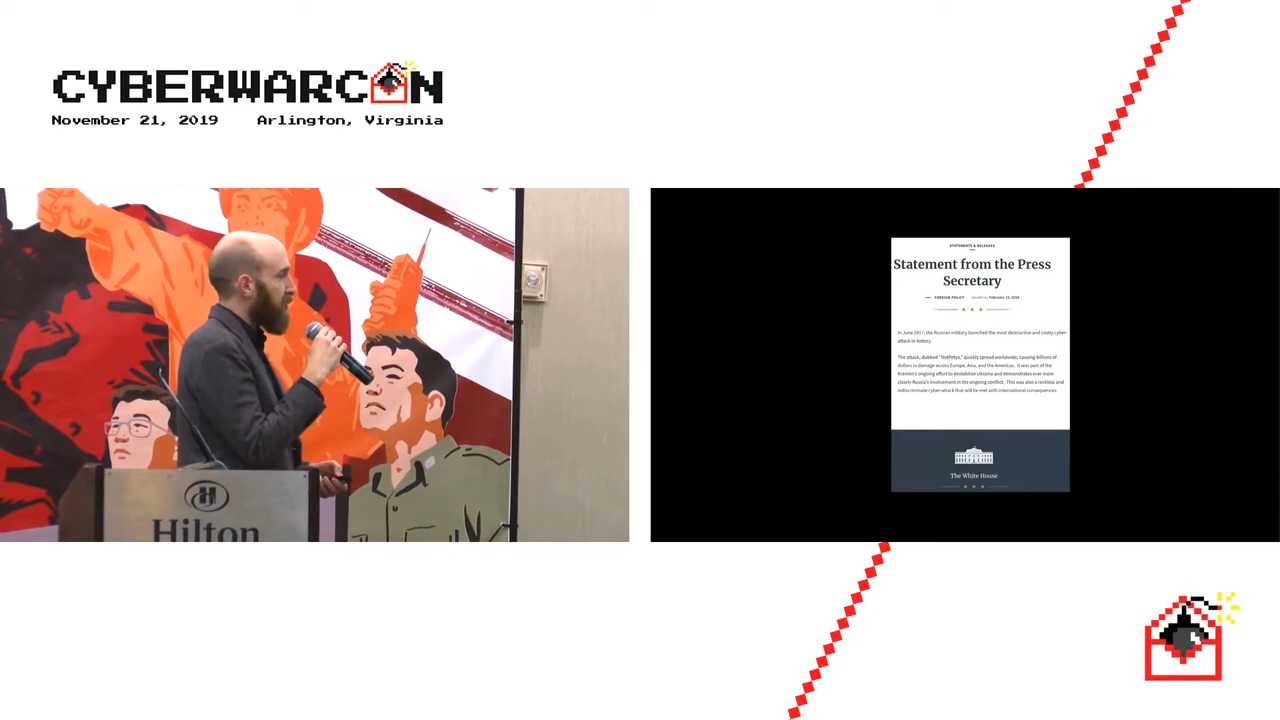 CYBERWARCON
November 21, 2019 Arlington, Virginia
Hilton
STATEMENTS & RELEASES
Statement from the Press
Secretary
FOREIGN POLICY Issued on: February 15, 2018
In June 2017, the Russian military launched the most destructive and costly cyber-
attack in history.
The attack, dubbed "NotPetya," quickly spread worldwide, causing billions of
dollars in damage across Europe, Asia, and the Americas. It was part of the
Kremlin's ongoing effort to destabilize Ukraine and demonstrates ever more
clearly Russia's involvement in the ongoing conflict. This was also a reckless and
indiscriminate cyber-attack that will be met with international consequences.
The White House